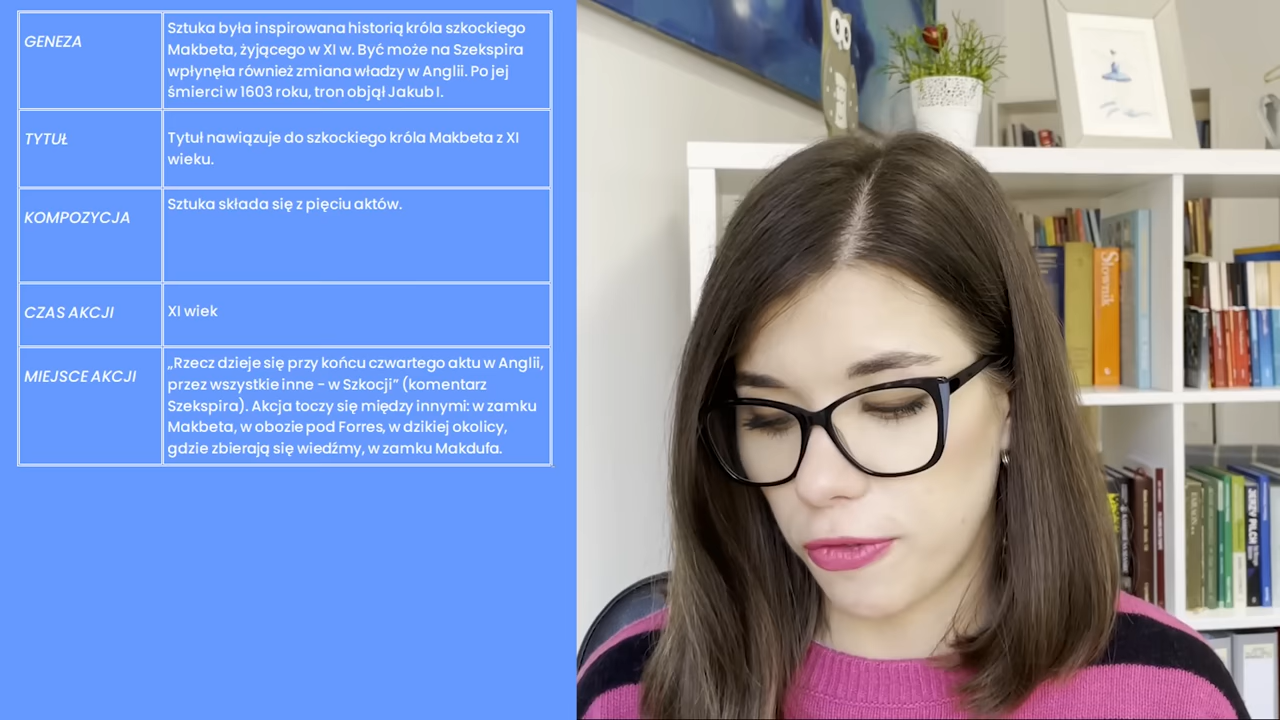 GENEZA
Sztuka była inspirowana historią króla szkockiego
Makbeta, żyjącego w XI w. Być może na Szekspira
wpłynęła również zmiana władzy w Anglii. Po jej
śmierci w 1603 roku, tron objął Jakub I.
TYTUŁ
Tytuł nawiązuje do szkockiego króla Makbeta z XI
wieku.
KOMPOZYCJA
Sztuka składa się z pięciu aktów.
CZAS AKCJI
XI wiek
MIEJSCE AKCJI
„Rzecz dzieje się przy końcu czwartego aktu w Anglii,
przez wszystkie inne - w Szkocji” (komentarz
Szekspira). Akcja toczy się między innymi: w zamku
Makbeta, w obozie pod Forres, w dzikiej okolicy,
gdzie zbierają się wiedźmy, w zamku Makdufa.
Słownik
JERZY PILCH